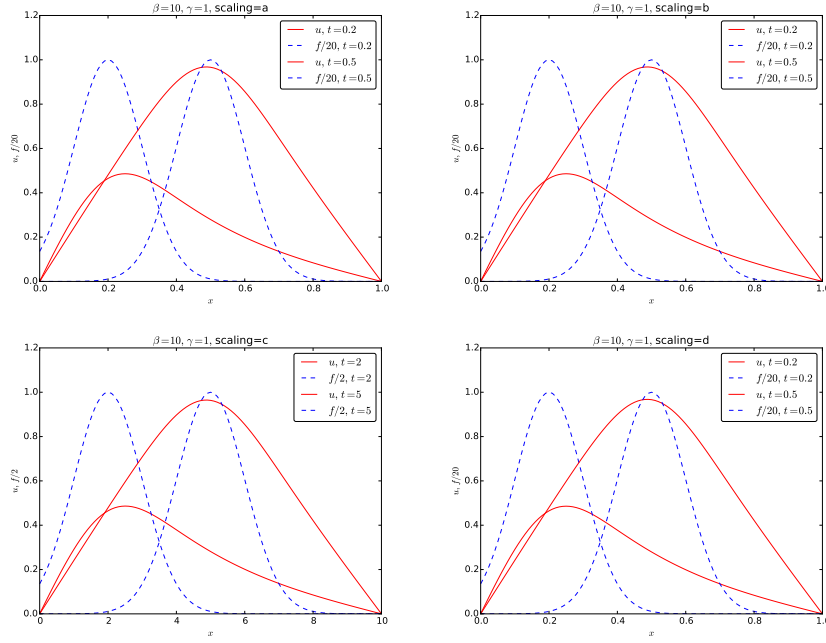 β=10, γ=1, scaling=a
u, t=0.2
f/20, t=0.2
u, t=0.5
f/20, t=0.5
u, f/20
1.2
1.0
0.8
0.6
0.4
0.2
0.0
0.0 0.2 0.4 0.6 0.8 1.0
x
β=10, γ=1, scaling=b
u, t=0.2
f/20, t=0.2
u, t=0.5
f/20, t=0.5
u, f/20
1.2
1.0
0.8
0.6
0.4
0.2
0.0
0.0 0.2 0.4 0.6 0.8 1.0
x
β=10, γ=1, scaling=c
u, t=2
f/2, t=2
u, t=5
f/2, t=5
u, f/2
1.2
1.0
0.8
0.6
0.4
0.2
0.0
0 2 4 6 8 10
x
β=10, γ=1, scaling=d
u, t=0.2
f/20, t=0.2
u, t=0.5
f/20, t=0.5
u, f/20
1.2
1.0
0.8
0.6
0.4
0.2
0.0
0.0 0.2 0.4 0.6 0.8 1.0
x